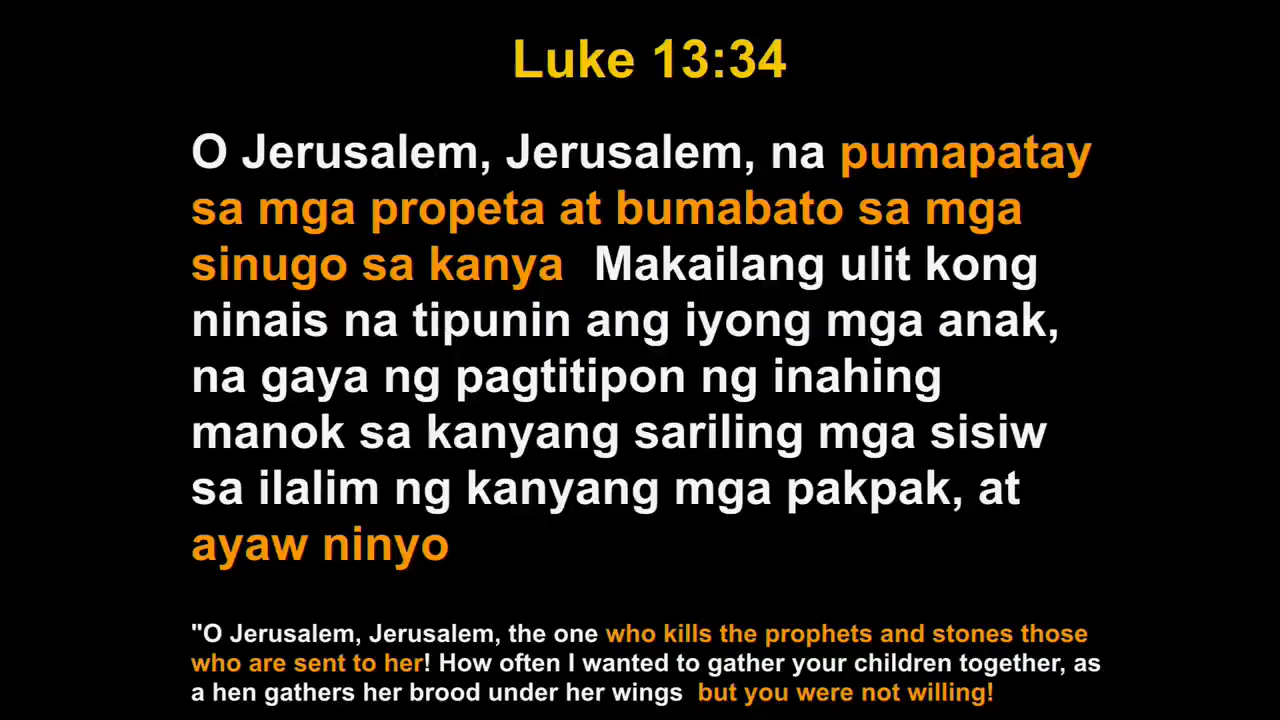 Luke 13:34
O Jerusalem, Jerusalem, na pumapatay
sa mga propeta at bumabato sa mga
sinugo sa kanya Makailang ulit kong
ninais na tipunin ang iyong mga anak,
na gaya ng pagtitipon ng inahing
manok sa kanyang sariling mga sisiw
sa ilalim ng kanyang mga pakpak, at
ayaw ninyo
"O Jerusalem, Jerusalem, the one who kills the prophets and stones those
who are sent to her! How often I wanted to gather your children together, as
a hen gathers her brood under her wings but you were not willing!